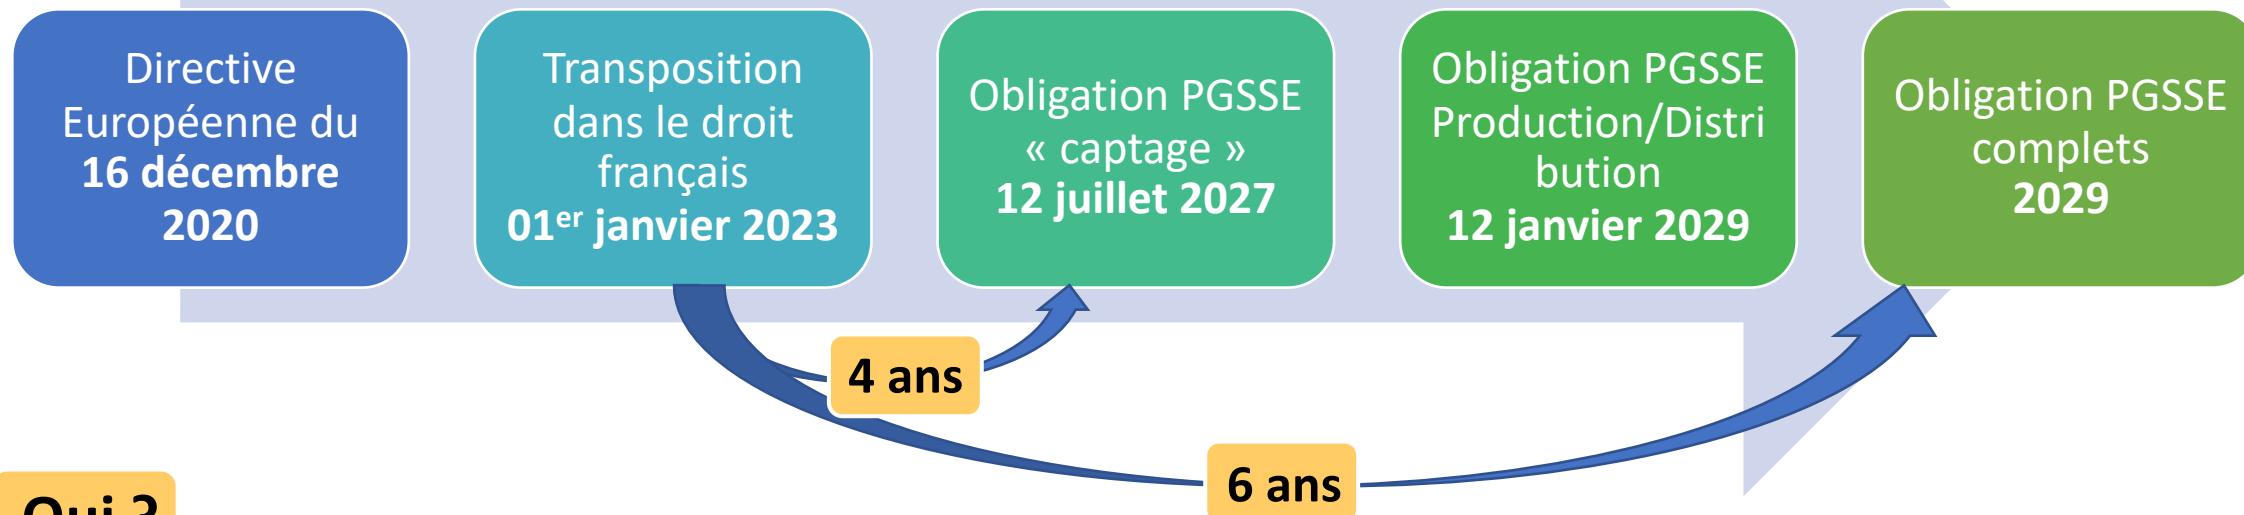 Directive
Européenne du
16 décembre
2020
Transposition
dans le droit
français
01er janvier 2023
Obligation PGSSE
« captage »
12 juillet 2027
Obligation PGSSE
Production/Distri
bution
12 janvier 2029
Obligation PGSSE
complets
2029
4 ans
6 ans
Qui ?